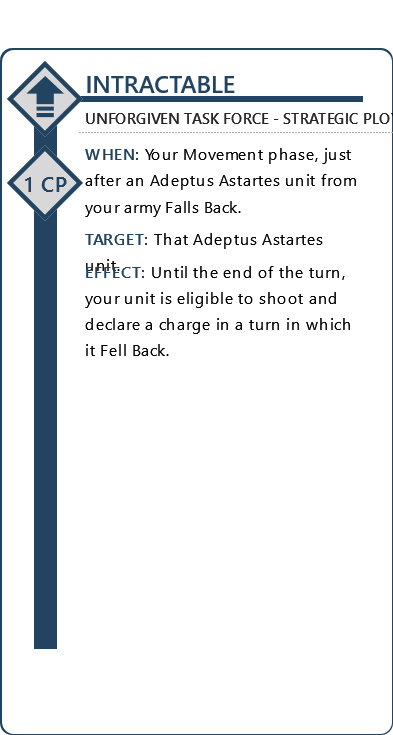 INTRACTABLE
UNFORGIVEN TASK FORCE - STRATEGIC PLOY
1 CP
WHEN: Your Movement phase, just
after an Adeptus Astartes unit from
your army Falls Back.
TARGET: That Adeptus Astartes
unit.
EFFECT: Until the end of the turn,
your unit is eligible to shoot and
declare a charge in a turn in which
it Fell Back.